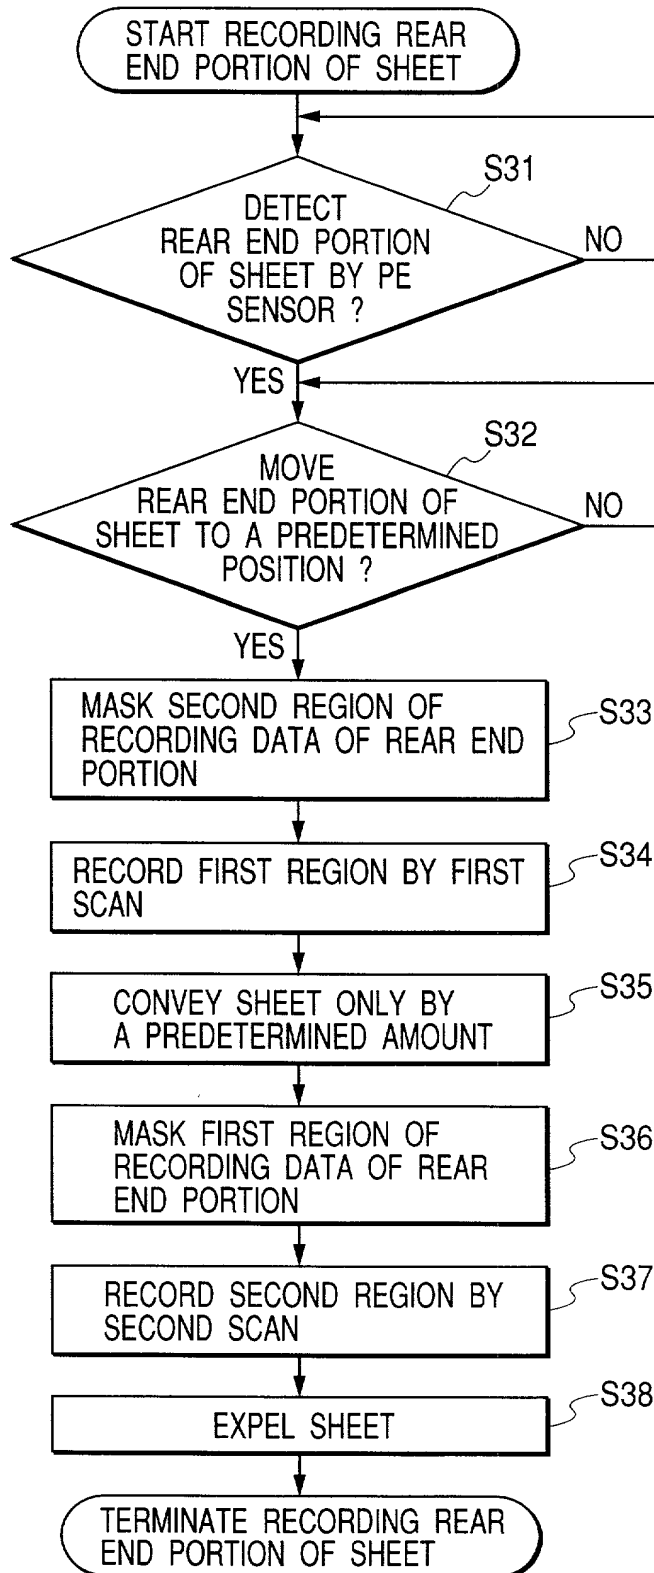 START RECORDING REAR
END PORTION OF SHEET
S31
DETECT
REAR END PORTION
OF SHEET BY PE
SENSOR ?
NO
YES
S32
MOVE
REAR END PORTION OF
SHEET TO A PREDETERMINED
POSITION ?
NO
YES
MASK SECOND REGION OF
RECORDING DATA OF REAR END
PORTION
S33
RECORD FIRST REGION BY FIRST
SCAN
S34
CONVEY SHEET ONLY BY
A PREDETERMINED AMOUNT
S35
MASK FIRST REGION OF
RECORDING DATA OF REAR
END PORTION
S36
RECORD SECOND REGION BY
SECOND SCAN
S37
EXPEL SHEET
S38
TERMINATE RECORDING REAR
END PORTION OF SHEET